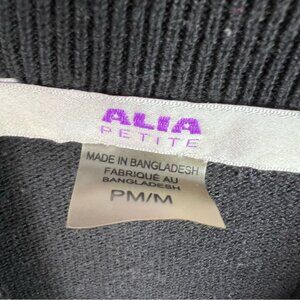 ALIA
PETITE
MADE IN BANGLADESH
FABRIQUÉ AU
BANGLADESH
PM/M